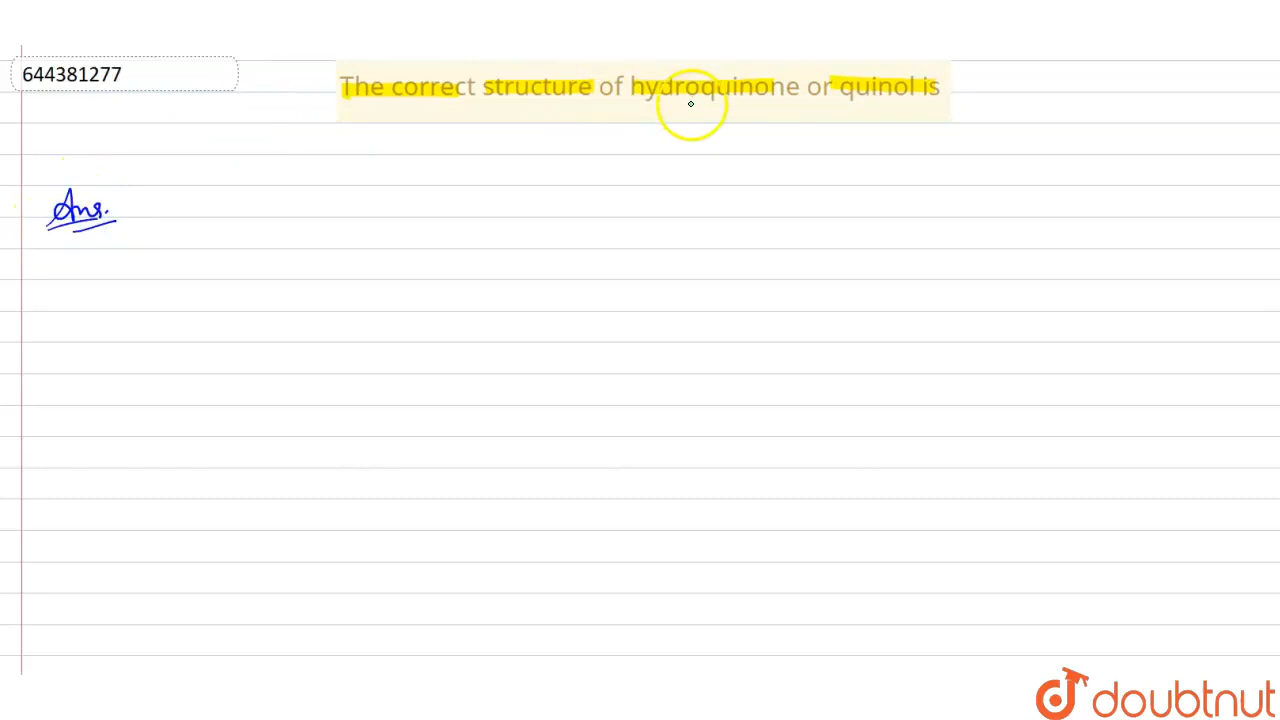 644381277
The correct structure of hydroquinone or quinol is
Ans.
doubtnut